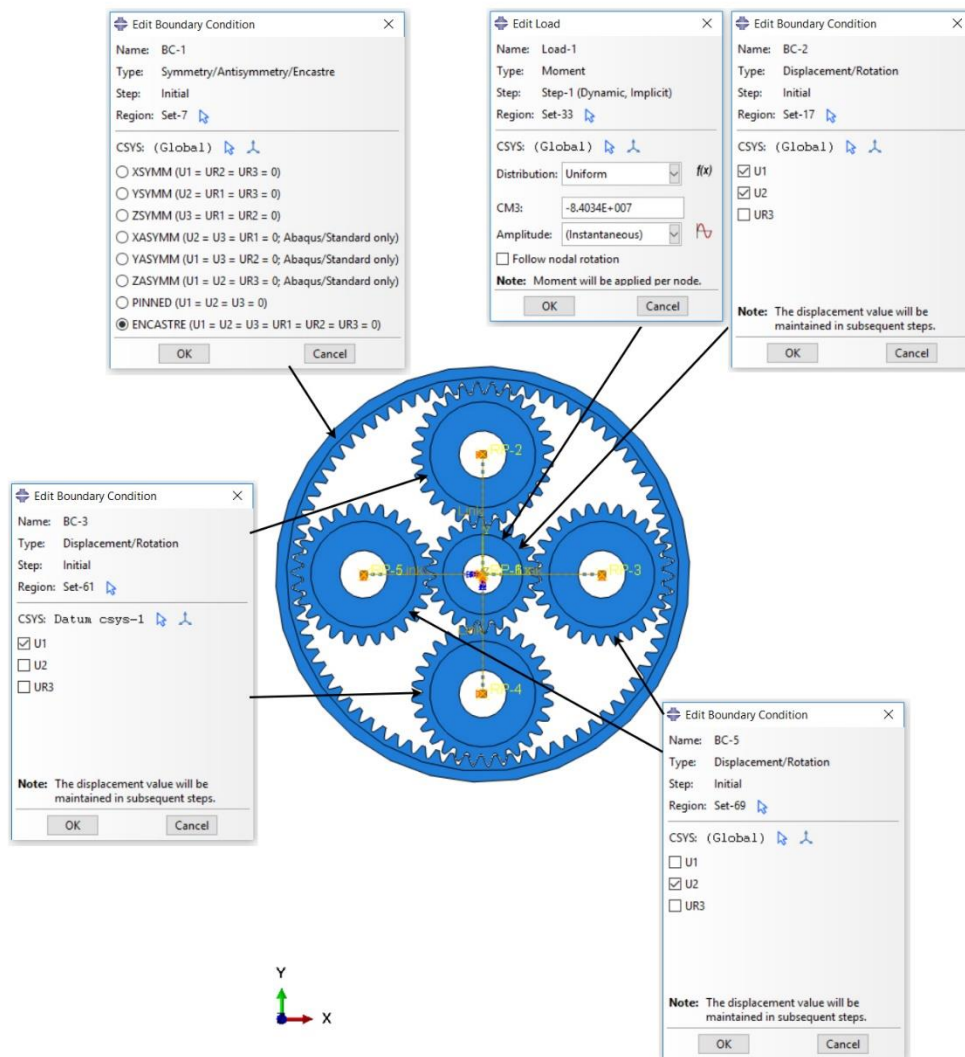 Edit Boundary Condition
Name: BC-1
Type: Symmetry/Antisymmetry/Encastre
Step: Initial
Region: Set-7
CSYS: (Global)
XSYMM (U1 = UR2 = UR3 = 0)
YSYMM (U2 = UR1 = UR3 = 0)
ZSYMM (U3 = UR1 = UR2 = 0)
XASYMM (U2 = U3 = UR1 = 0; Abaqus/Standard only)
YASYMM (U1 = U3 = UR2 = 0; Abaqus/Standard only)
ZASYMM (U1 = U2 = UR3 = 0; Abaqus/Standard only)
PINNED (U1 = U2 = U3 = 0)
ENCASTRE (U1 = U2 = U3 = UR1 = UR2 = UR3 = 0)
OK Cancel
Edit Load
Name: Load-1
Type: Moment
Step: Step-1 (Dynamic, Implicit)
Region: Set-33
CSYS: (Global)
Distribution: Uniform f(x)
CM3: -8.4034E+007
Amplitude: (Instantaneous)
Follow nodal rotation
Note: Moment will be applied per node.
OK Cancel
Edit Boundary Condition
Name: BC-2
Type: Displacement/Rotation
Step: Initial
Region: Set-17
CSYS: (Global)
U1
U2
UR3
Note: The displacement value will be
maintained in subsequent steps.
OK Cancel
RP-2
RP-5
RP-3
RP-4
Edit Boundary Condition
Name: BC-3
Type: Displacement/Rotation
Step: Initial
Region: Set-61
CSYS: Datum csys-1
U1
U2
UR3
Note: The displacement value will be
maintained in subsequent steps.
OK Cancel
Edit Boundary Condition
Name: BC-5
Type: Displacement/Rotation
Step: Initial
Region: Set-69
CSYS: (Global)
U1
U2
UR3
Note: The displacement value will be
maintained in subsequent steps.
OK Cancel
Y
X